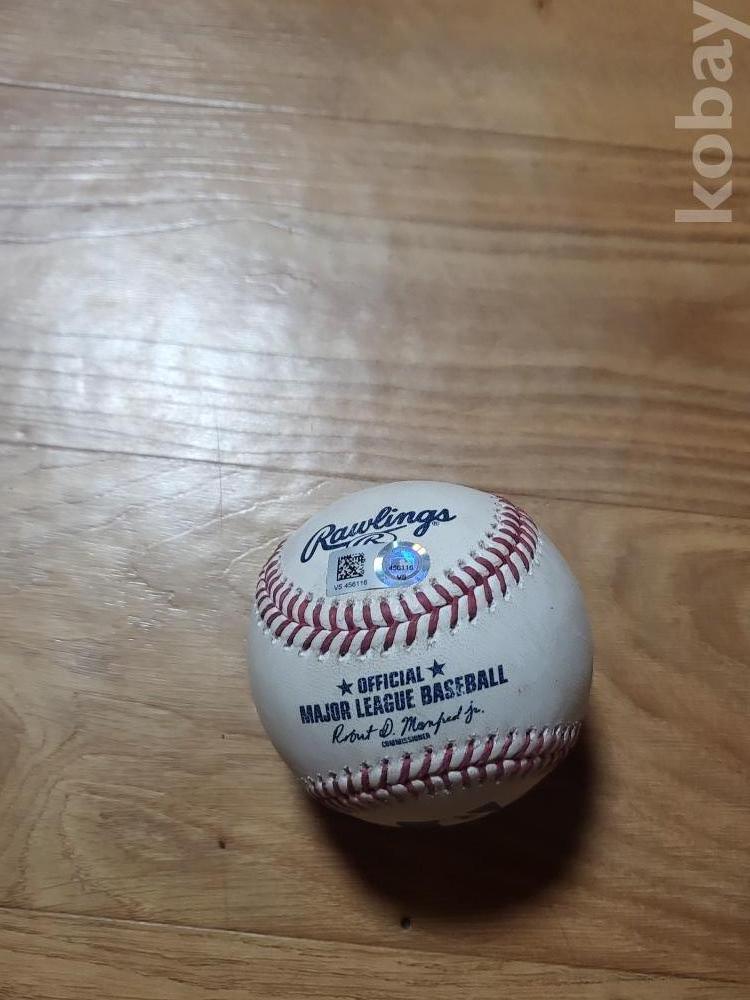 kobay
Rawlings
R
VS 456116
456116
VS
★ OFFICIAL ★
MAJOR LEAGUE BASEBALL
Robert D. Manfred Jr.
COMMISSIONER